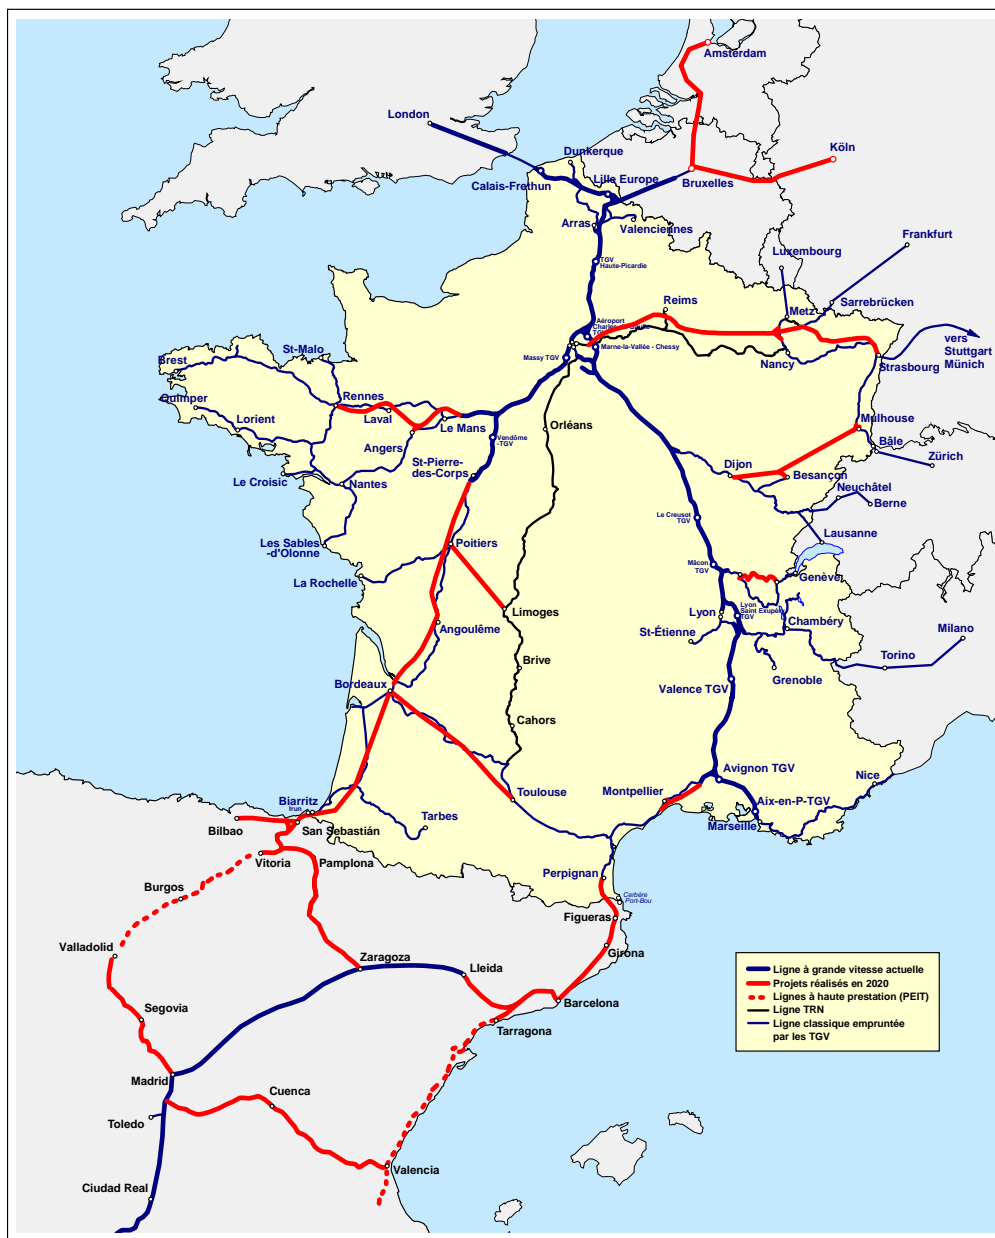 Amsterdam
London
Köln
Dunkerque
Calais-Frethun
Lille Europe
Bruxelles
Arras
Valenciennes
Frankfurt
Luxembourg
TGV
Haute-Picardie
Reims
Metz
Sarrebrücken
Aéroport
TGV
Marne-la-Vallée - Chessy
Massy TGV
vers
Stuttgart
Münich
Nancy
Strasbourg
St-Malo
Brest
Quimper
Rennes
Laval
Lorient
Le Mans
Angers
Vendôme
-TGV
Orléans
Mulhouse
Bâle
Zürich
St-Pierre-
des-Corps
Dijon
Besançon
Neuchâtel
Berne
Le Croisic
Nantes
Le Creusot
TGV
Lausanne
Les Sables
-d'Olonne
Poitiers
Mâcon
TGV
Genève
La Rochelle
Limoges
Lyon
Lyon
Saint Exupéry
TGV
Chambéry
Angoulême
St-Étienne
Milano
Torino
Brive
Grenoble
Bordeaux
Valence TGV
Cahors
Avignon TGV
Nice
Toulouse
Montpellier
Aix-en-P-TGV
Marseille
Biarritz
Irun
Bilbao
San Sebastián
Tarbes
Vitoria
Pamplona
Perpignan
Cerbère
Port-Bou
Burgos
Figueras
Valladolid
Girona
Zaragoza
Lleida
Segovia
Barcelona
Tarragona
Madrid
Cuenca
Toledo
Valencia
Ciudad Real
Ligne à grande vitesse actuelle
Projets réalisés en 2020
Lignes à haute prestation (PEIT)
Ligne TRN
Ligne classique empruntée
par les TGV